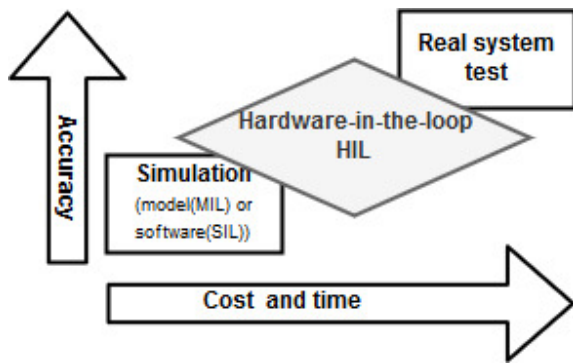 Real system
test
Hardware-in-the-loop
HIL
Accuracy
Simulation
(model(MIL) or
software(SIL))
Cost and time